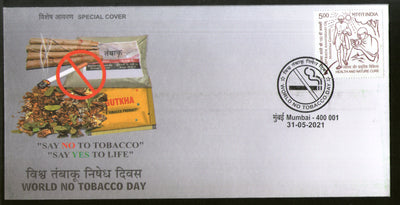 विशेष आवरण SPECIAL COVER
तंबाकू
GUTKHA
"SAY NO TO TOBACCO"
"SAY YES TO LIFE"
विश्व तंबाकू निषेध दिवस
WORLD NO TOBACCO DAY
5.00 भारत INDIA
HEALTH AND NATURE CURE
विश्व तंबाकू निषेध दिवस
WORLD NO TOBACCO DAY
मुंबई Mumbai - 400 001
31-05-2021